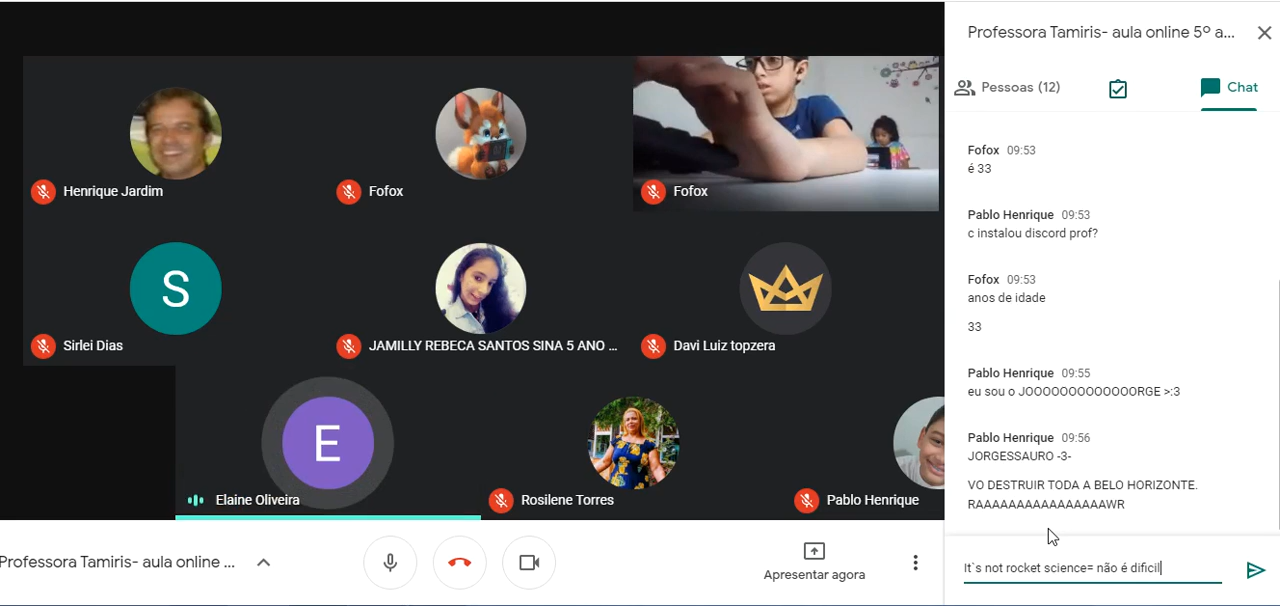 Professora Tamiris- aula online 5º a...
Pessoas (12)
Chat
Henrique Jardim
Fofox
Fofox
S
Sirlei Dias
JAMILLY REBECA SANTOS SINA 5 ANO ...
Davi Luiz topzera
E
Elaine Oliveira
Rosilene Torres
Pablo Henrique
Fofox 09:53
é 33
Pablo Henrique 09:53
c instalou discord prof?
Fofox 09:53
anos de idade
33
Pablo Henrique 09:55
eu sou o JOOOOOOOOOOOOORGE >:3
Pablo Henrique 09:56
JORGESSAURO -3-
VO DESTRUIR TODA A BELO HORIZONTE.
RAAAAAAAAAAAAAAAAWR
It`s not rocket science= não é dificil
Professora Tamiris- aula online ...
Apresentar agora